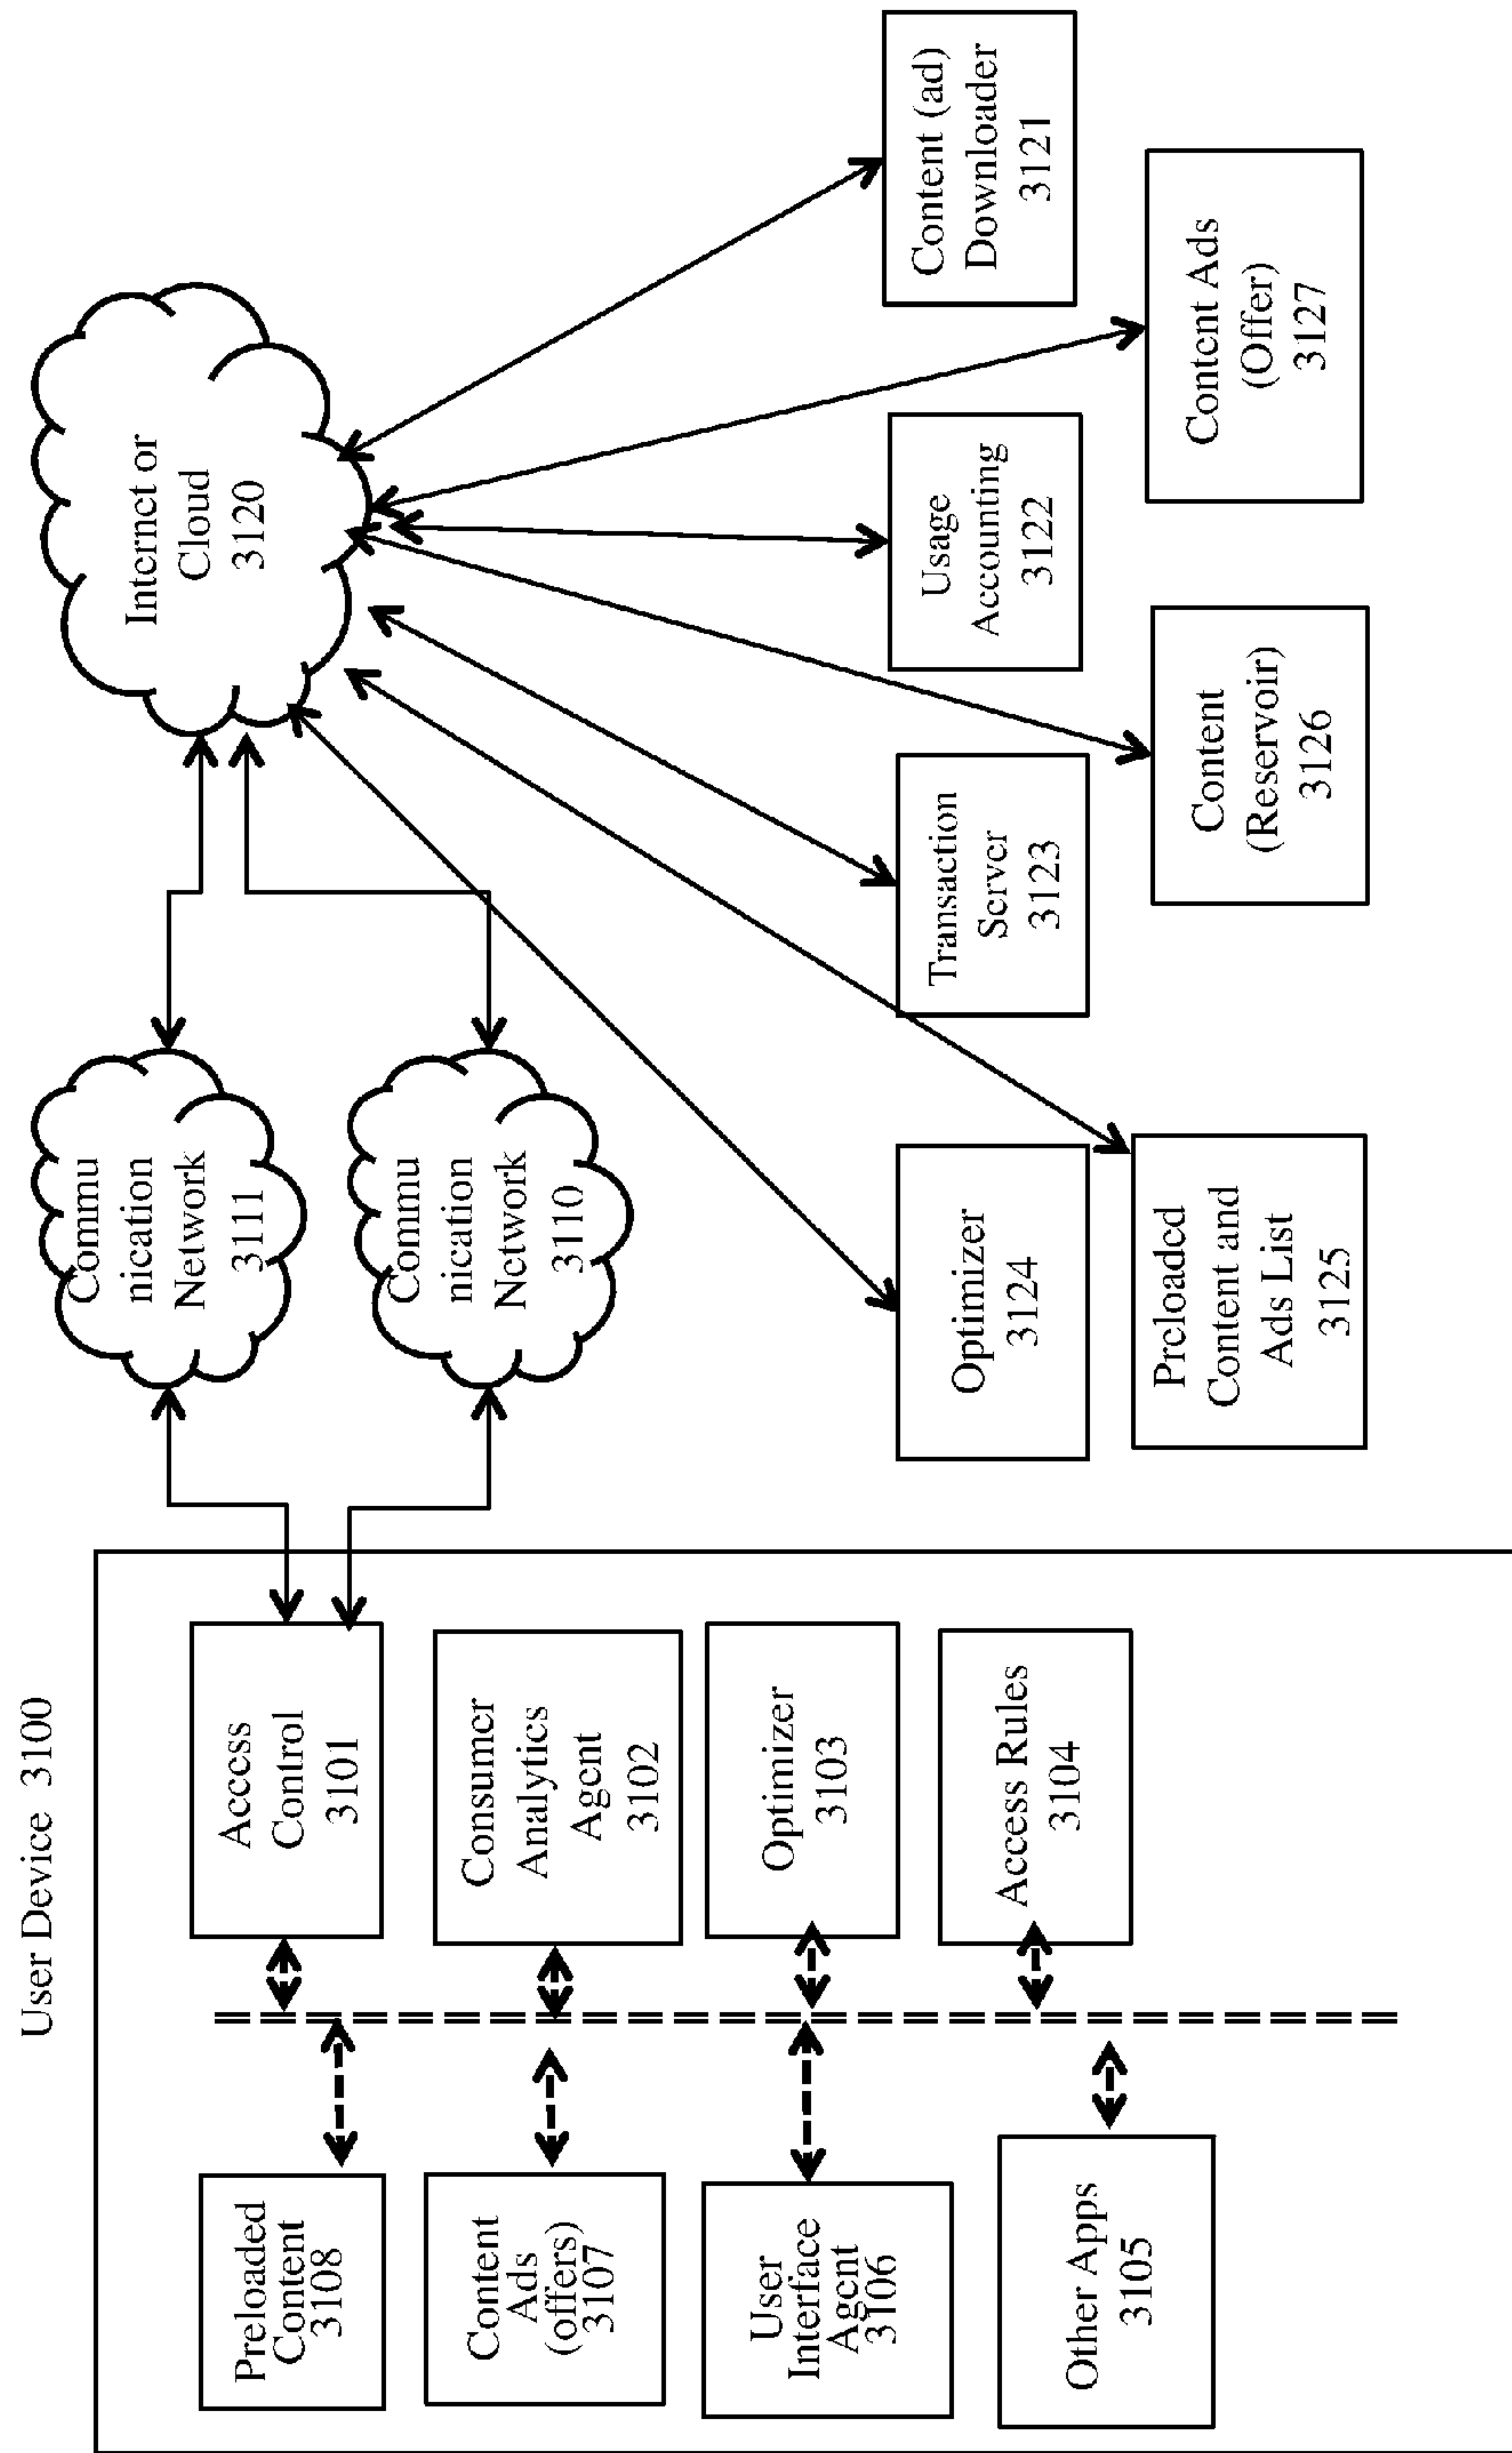 User Device 3100
Preloaded
Content
3108
Content
Ads
(offers)
3107
User
Interface
Agent
3106
Other Apps
3105
Access
Control
3101
Consumer
Analytics
Agent
3102
Optimizer
3103
Access Rules
3104
Commu
nication
Network
3111
Commu
nication
Network
3110
Internet or
Cloud
3120
Optimizer
3124
Transaction
Server
3123
Usage
Accounting
3122
Content (ad)
Downloader
3121
Preloaded
Content and
Ads List
3125
Content
(Reservoir)
3126
Content Ads
(Offer)
3127